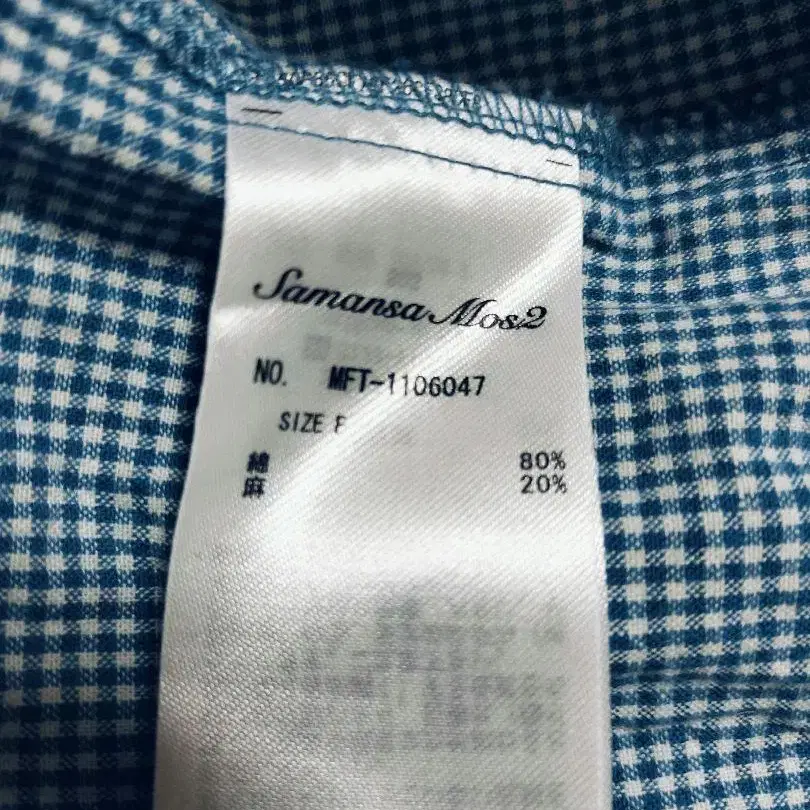 Samansa Mos2
NO. MFT-1106047
SIZE F
綿 80%
麻 20%